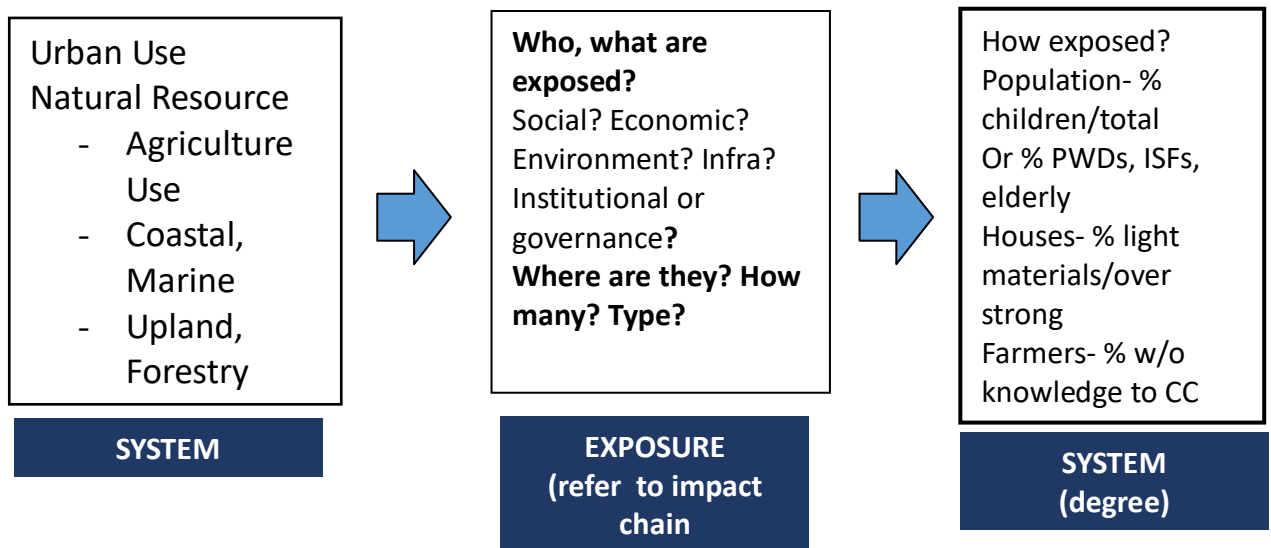 Urban Use
Natural Resource
- Agriculture
Use
- Coastal,
Marine
- Upland,
Forestry
SYSTEM
Who, what are
exposed?
Social? Economic?
Environment? Infra?
Institutional or
governance?
Where are they? How
many? Type?
EXPOSURE
(refer to impact
chain
How exposed?
Population- %
children/total
Or % PWDs, ISFs,
elderly
Houses- % light
materials/over
strong
Farmers- % w/o
knowledge to CC
SYSTEM
(degree)